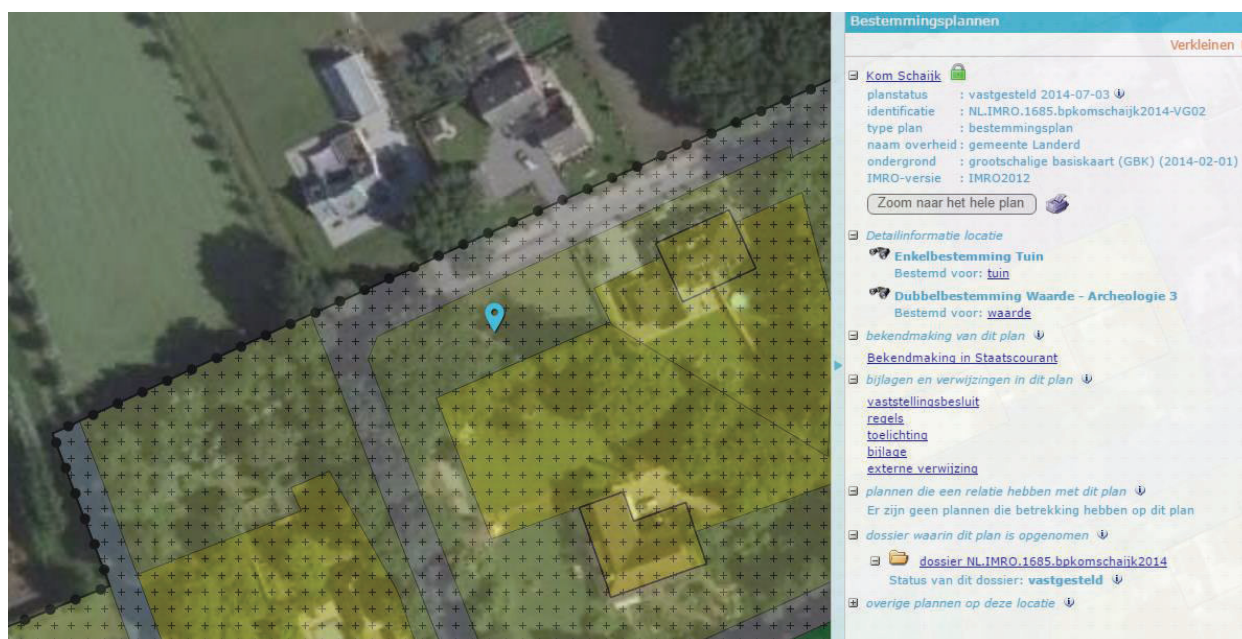 Bestemmingsplannen
Verkleinen
Kom Schaijk
planstatus : vastgesteld 2014-07-03
identificatie : NL.IMRO.1685.bpkomschaijk2014-VG02
type plan : bestemmingsplan
naam overheid : gemeente Landerd
ondergrond : grootschalige basiskaart (GBK) (2014-02-01)
IMRO-versie : IMRO2012
Zoom naar het hele plan
Detailinformatie locatie
Enkelbestemming Tuin
Bestemd voor: tuin
Dubbelbestemming Waarde - Archeologie 3
Bestemd voor: waarde
bekendmaking van dit plan
Bekendmaking in Staatscourant
bijlagen en verwijzingen in dit plan
vaststellingsbesluit
regels
toelichting
bijlage
externe verwijzing
plannen die een relatie hebben met dit plan
Er zijn geen plannen die betrekking hebben op dit plan
dossier waarin dit plan is opgenomen
dossier NL.IMRO.1685.bpkomschaijk2014
Status van dit dossier: vastgesteld
overige plannen op deze locatie